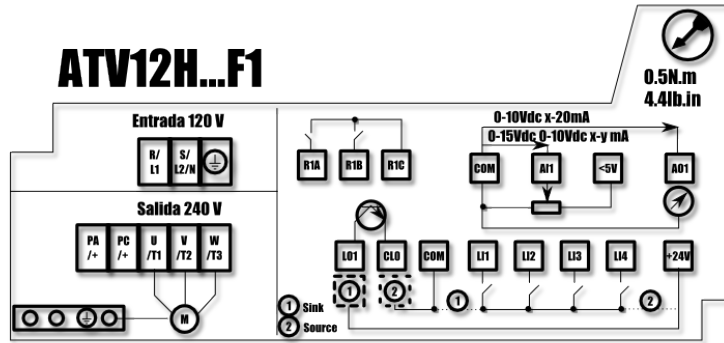 ATV12H...F1
0.5N.m
4.4lb.in
Entrada 120 V
R/
L1
S/
L2/N
Salida 240 V
PA
/+
PC
/+
U
/T1
V
/T2
W
/T3
M
R1A
R1B
R1C
0-10Vdc x-20mA
0-15Vdc 0-10Vdc x-y mA
COM
AI1
<5V
AO1
LO1
CLO
COM
LI1
LI2
LI3
LI4
+24V
1
2
1
2
1 Sink
2 Source